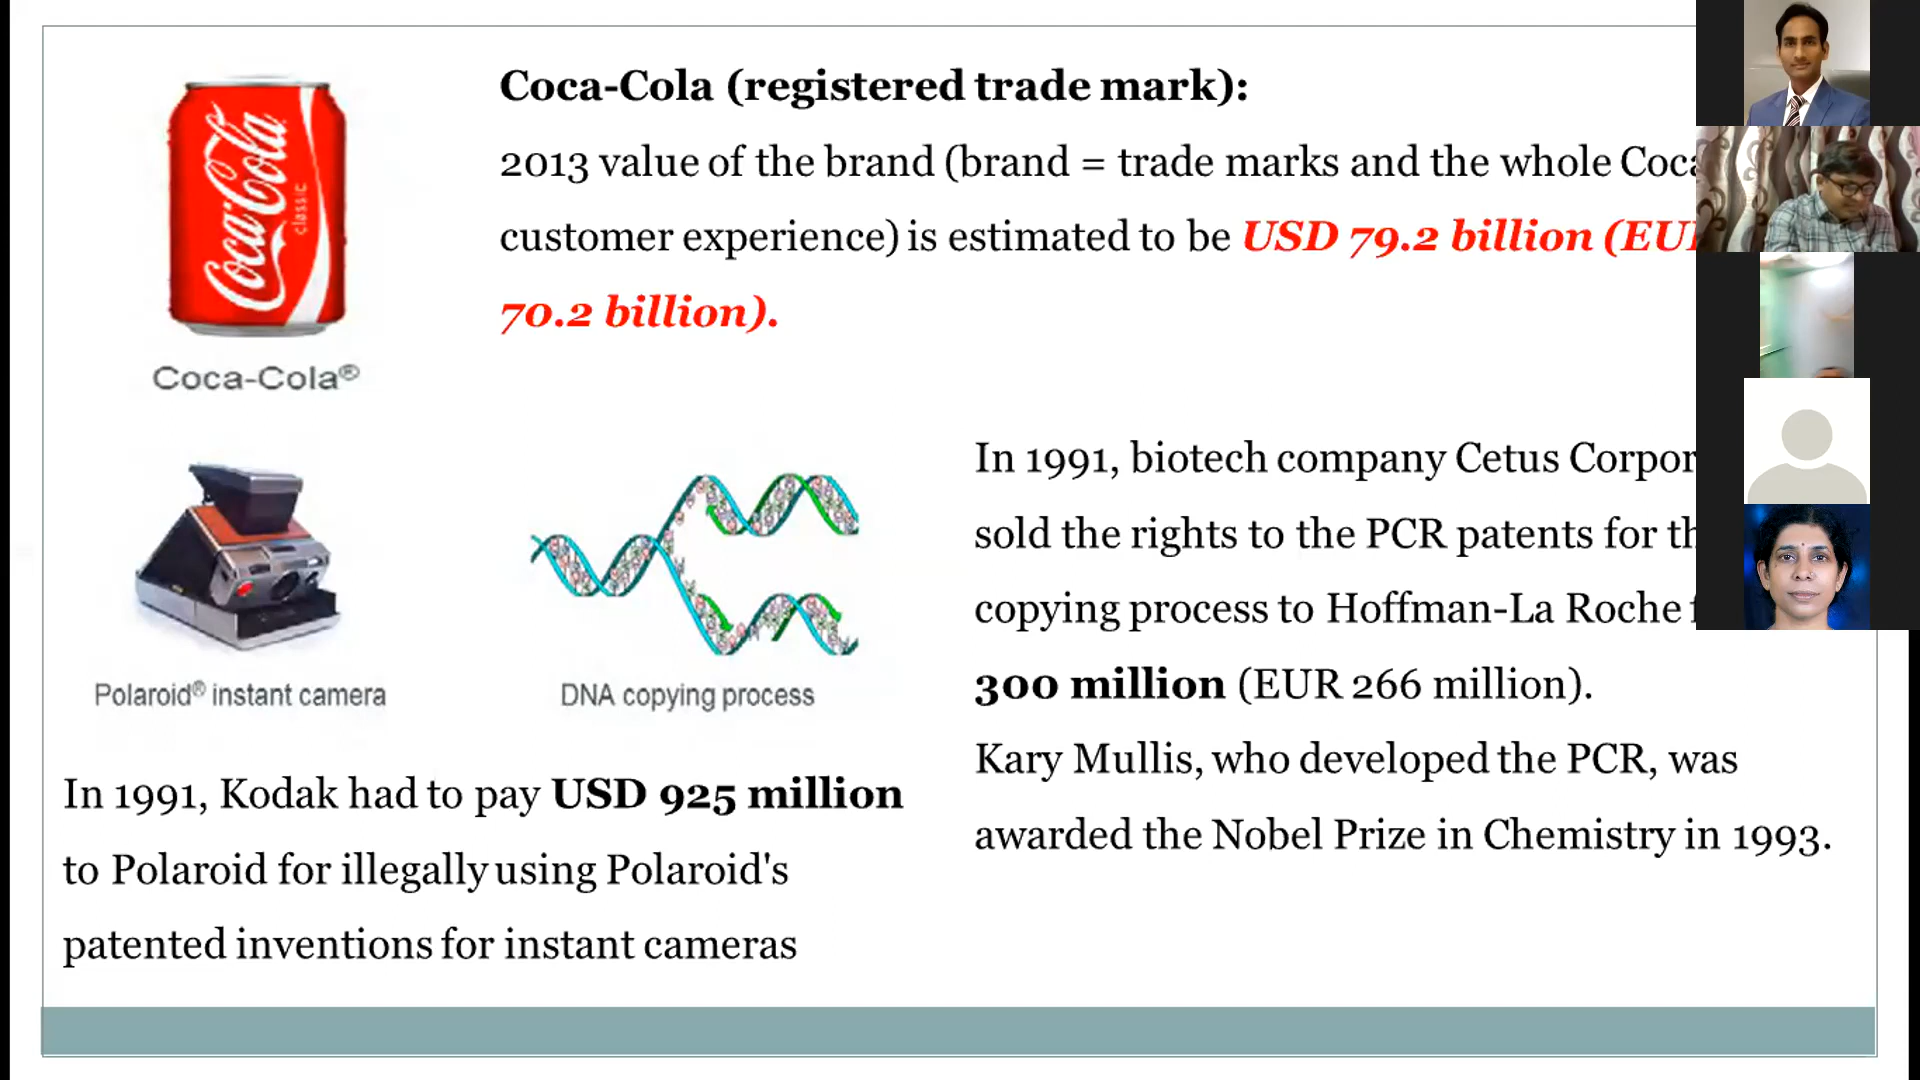 Coca-Cola (registered trade mark):
2013 value of the brand (brand = trade marks and the whole Coca
customer experience) is estimated to be USD 79.2 billion (EU
70.2 billion).
Coca-Cola
classic
Coca-Cola®
Polaroid® instant camera
DNA copying process
In 1991, Kodak had to pay USD 925 million
to Polaroid for illegally using Polaroid's
patented inventions for instant cameras
In 1991, biotech company Cetus Corpor
sold the rights to the PCR patents for th
copying process to Hoffman-La Roche
300 million (EUR 266 million).
Kary Mullis, who developed the PCR, was
awarded the Nobel Prize in Chemistry in 1993.